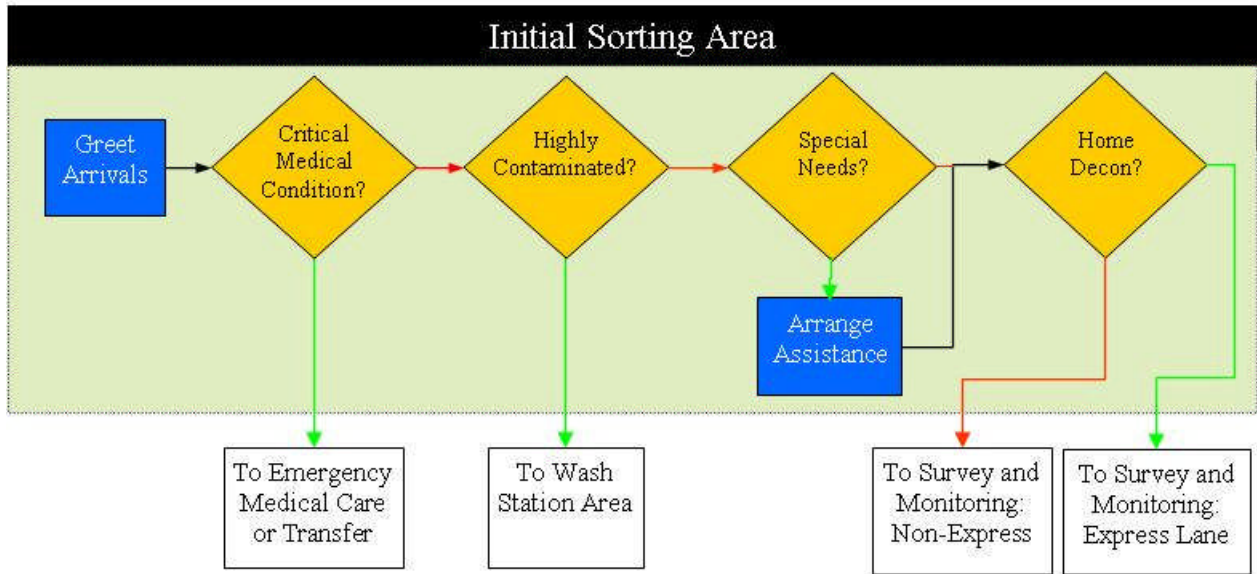 Initial Sorting Area
Greet
Arrivals
Critical
Medical
Condition?
Highly
Contaminated?
Special
Needs?
Home
Decon?
Arrange
Assistance
To Emergency
Medical Care
or Transfer
To Wash
Station Area
To Survey and
Monitoring:
Non-Express
To Survey and
Monitoring:
Express Lane